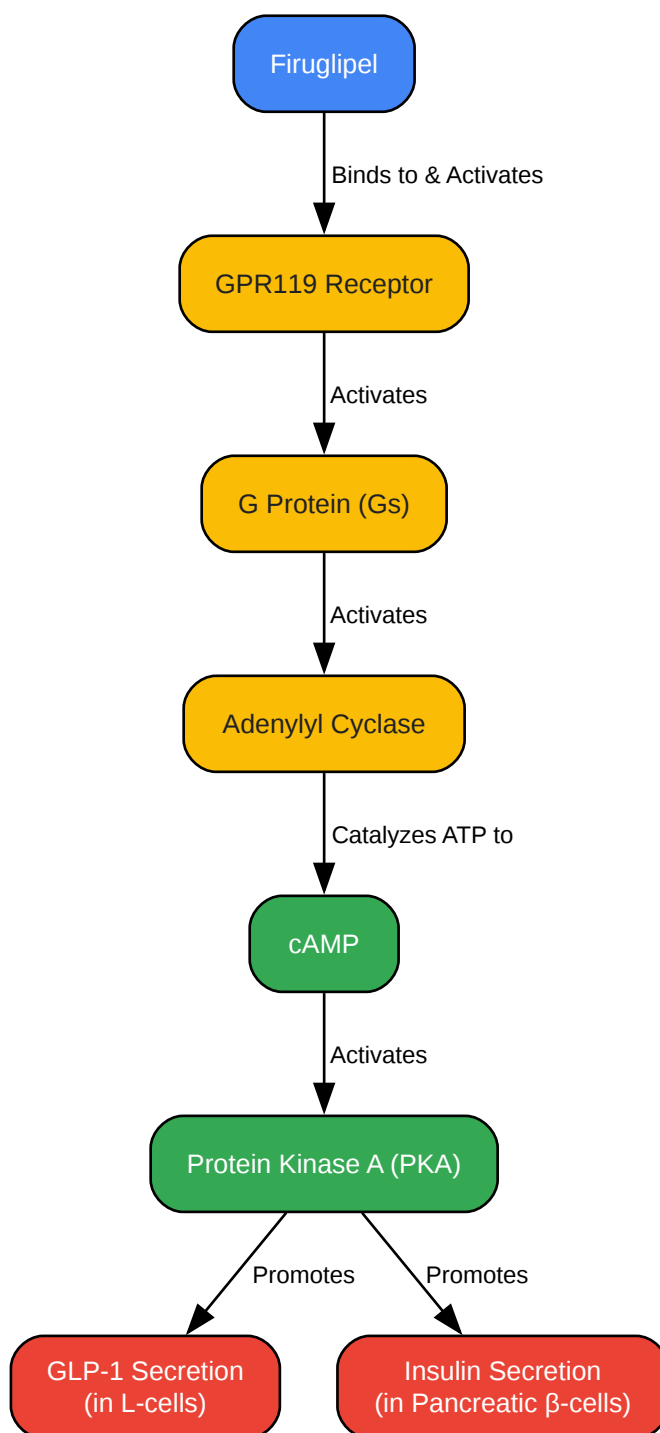 Firuglipel
Binds to & Activates
GPR119 Receptor
Activates
G Protein (Gs)
Activates
Adenylyl Cyclase
Catalyzes ATP to
cAMP
Activates
Protein Kinase A (PKA)
Promotes
Promotes
GLP-1 Secretion
(in L-cells)
Insulin Secretion
(in Pancreatic β-cells)